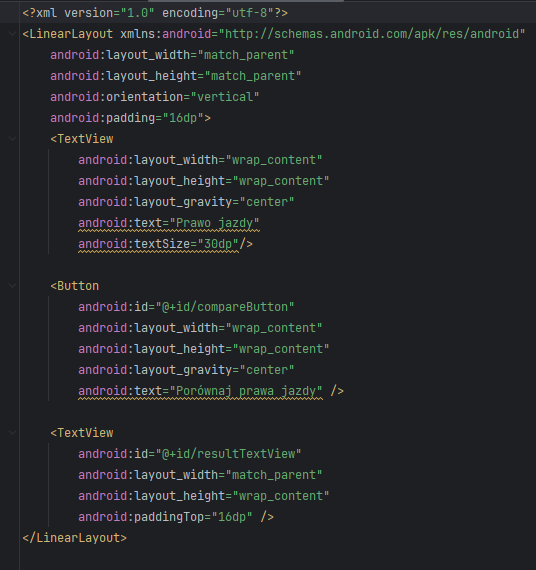 <?xml version="1.0" encoding="utf-8"?>
<LinearLayout xmlns:android="http://schemas.android.com/apk/res/android"
    android:layout_width="match_parent"
    android:layout_height="match_parent"
    android:orientation="vertical"
    android:padding="16dp">
    <TextView
        android:layout_width="wrap_content"
        android:layout_height="wrap_content"
        android:layout_gravity="center"
        android:text="Prawo jazdy"
        android:textSize="30dp"/>

    <Button
        android:id="@+id/compareButton"
        android:layout_width="wrap_content"
        android:layout_height="wrap_content"
        android:layout_gravity="center"
        android:text="Porównaj prawa jazdy" />

    <TextView
        android:id="@+id/resultTextView"
        android:layout_width="match_parent"
        android:layout_height="wrap_content"
        android:paddingTop="16dp" />
</LinearLayout>